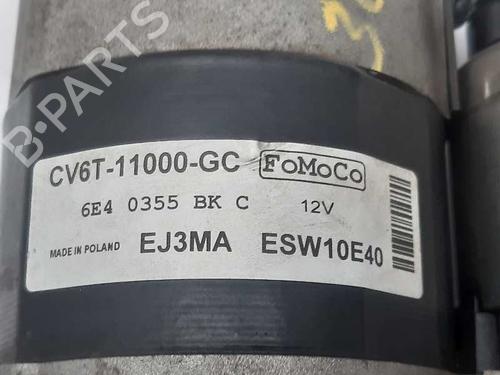 B-PARTS
CV6T-11000-GC FoMoCo
6E4 0355 BK C 12V
MADE IN POLAND EJ3MA ESW10E40